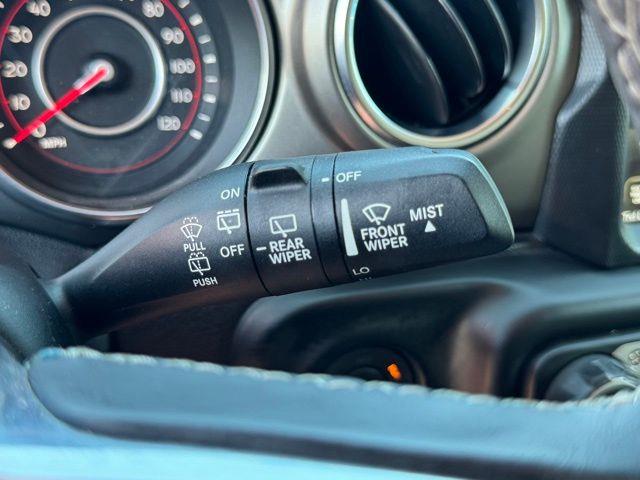 40
30
20
10
0
MPH
80
90
100
110
120
ON
OFF
PULL
PUSH
REAR
WIPER
OFF
FRONT
WIPER
MIST
LO